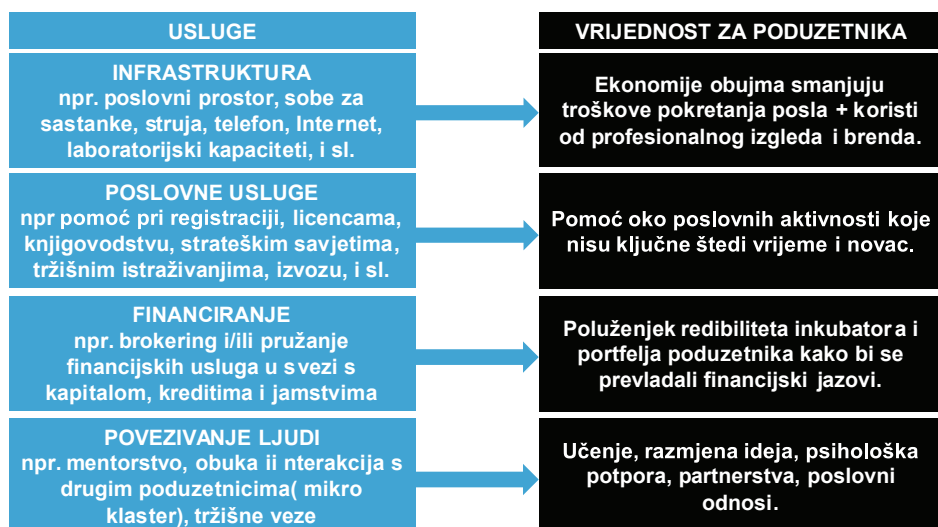 USLUGE
VRIJEDNOST ZA PODUZETNIKA
INFRASTRUKTURA
npr. poslovni prostor, sobe za
sastanke, struja, telefon, Internet,
laboratorijski kapaciteti, i sl.
Ekonomije obujma smanjuju
troškove pokretanja posla + koristi
od profesionalnog izgleda i brenda.
POSLOVNE USLUGE
npr pomoć pri registraciji, licencama,
knjigovodstvu, strateškim savjetima,
tržišnim istraživanjima, izvozu, i sl.
Pomoć oko poslovnih aktivnosti koje
nisu ključne štedi vrijeme i novac.
FINANCIRANJE
npr. brokering i/ili pružanje
financijskih usluga u svezi s
kapitalom, kreditima i jamstvima
Poluženjek redibiliteta inkubator a i
portfelja poduzetnika kako bi se
prevladali financijski jazovi.
POVEZIVANJE LJUDI
npr. mentorstvo, obuka ii nterakcija s
drugim poduzetnicima( mikro
klaster), tržišne veze
Učenje, razmjena ideja, psihološka
potpora, partnerstva, poslovni
odnosi.